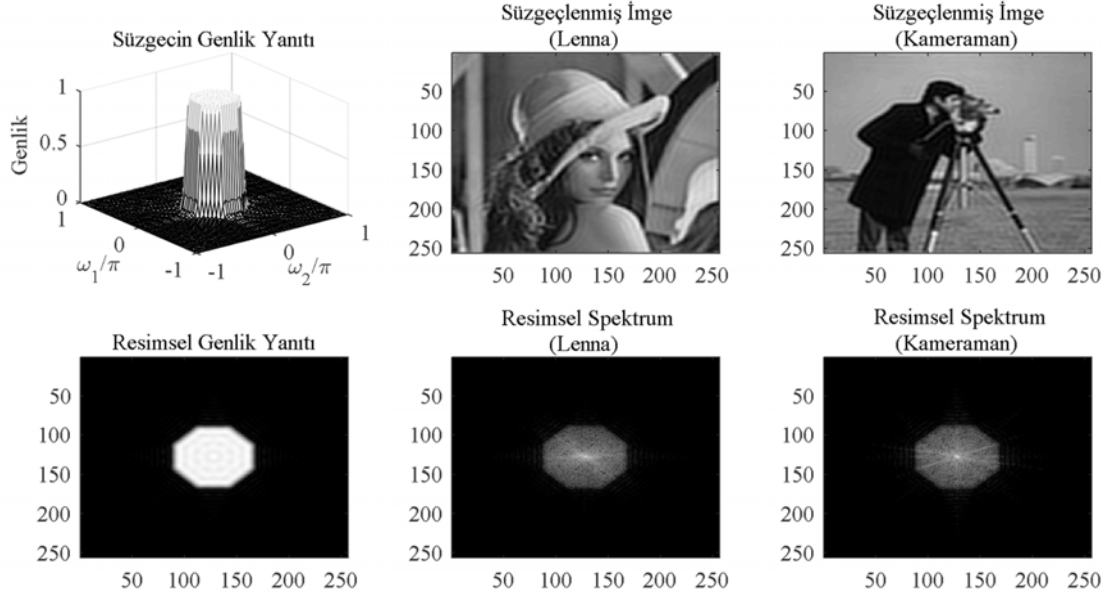 Süzgecin Genlik Yanıtı
Genlik
1
0.5
0
1
0
-1
ω1/π
-1
0
1
ω2/π
Süzgeçlenmiş İmge
(Lenna)
50
100
150
200
250
50 100 150 200 250
Süzgeçlenmiş İmge
(Kameraman)
50
100
150
200
250
50 100 150 200 250
Resimsel Genlik Yanıtı
50
100
150
200
250
50 100 150 200 250
Resimsel Spektrum
(Lenna)
50
100
150
200
250
50 100 150 200 250
Resimsel Spektrum
(Kameraman)
50
100
150
200
250
50 100 150 200 250